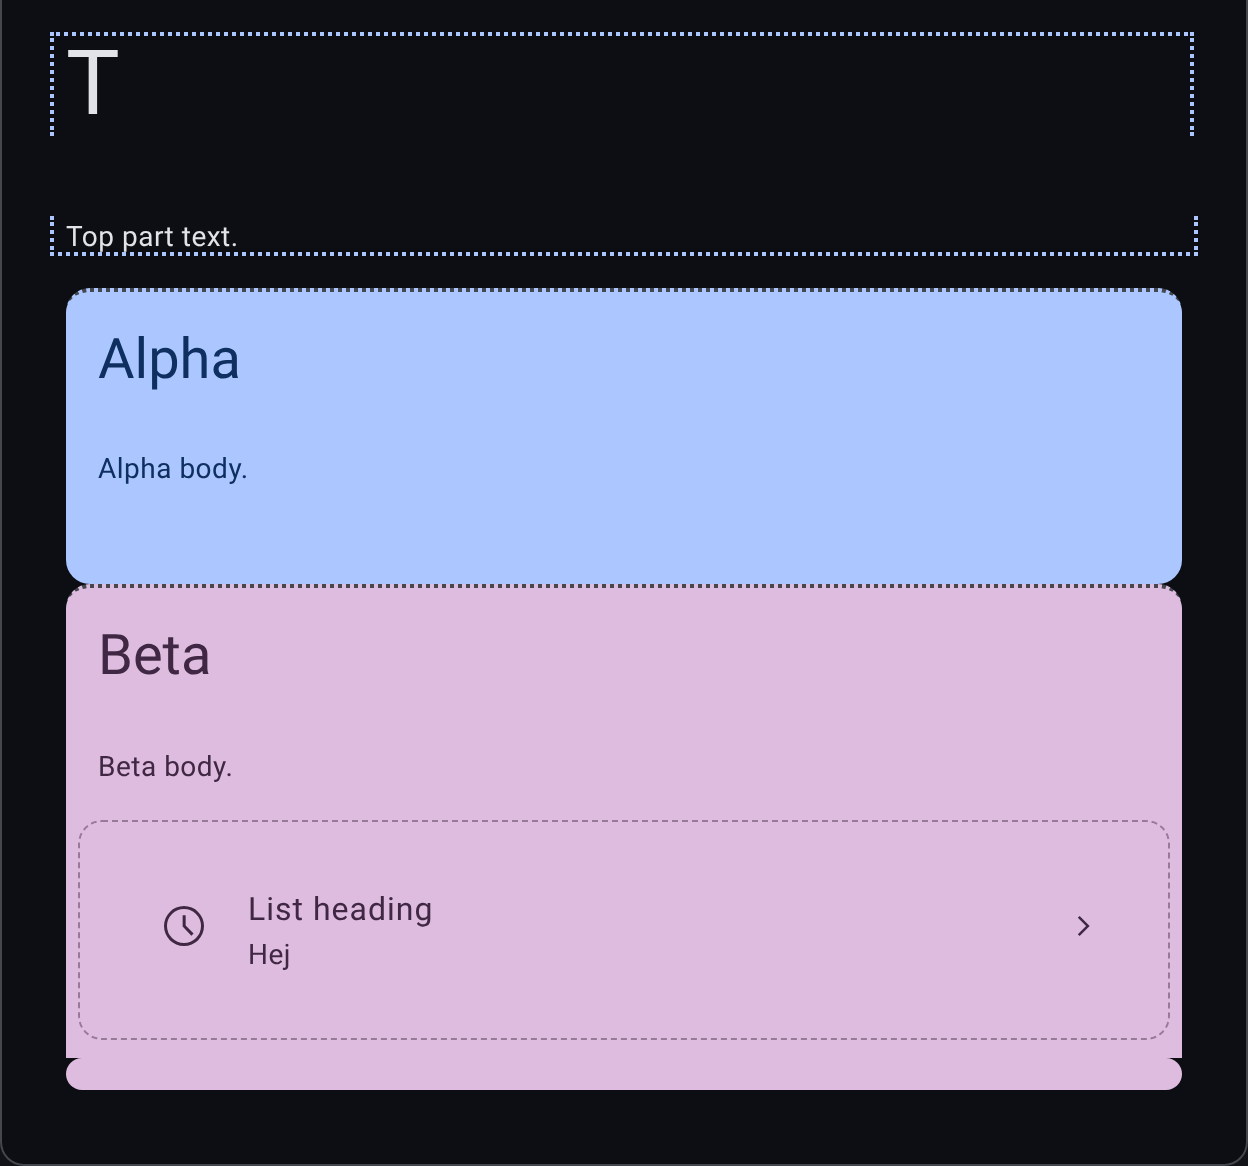 T
Top part text.
Alpha
Alpha body.
Beta
Beta body.
List heading
Hej